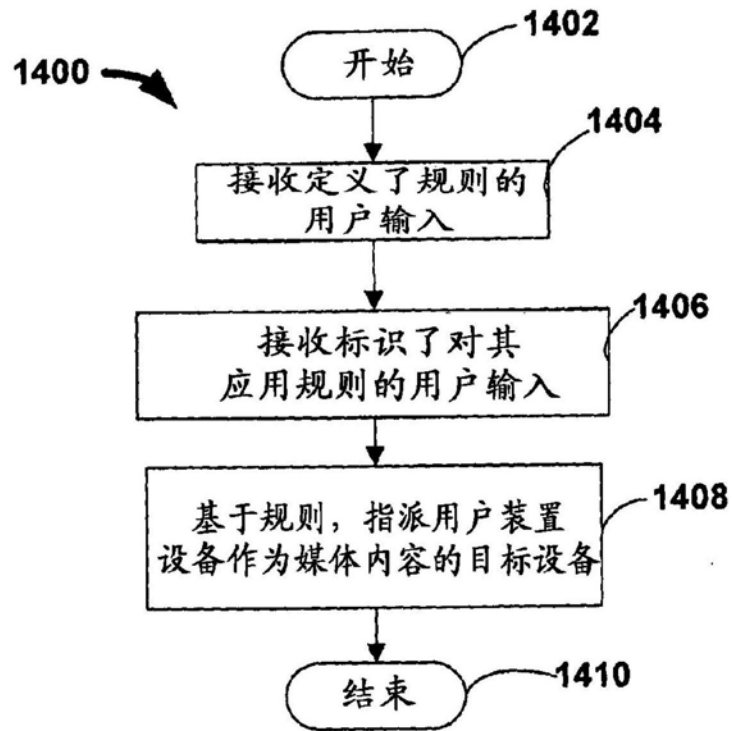 1402
开始
1400
1404
接收定义了规则的
用户输入
1406
接收标识了对其
应用规则的用户输入
1408
基于规则，指派用户装置
设备作为媒体内容的目标设备
结束
1410